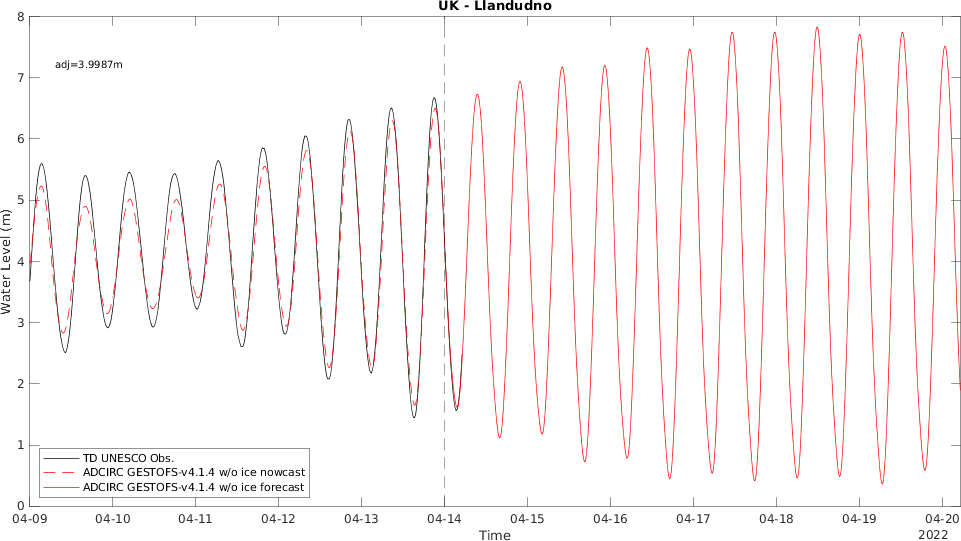 UK - Llandudno
adj=3.9987m
8
7
6
5
4
3
2
1
0
Water Level (m)
TD UNESCO Obs.
ADCIRC GESTOFS-v4.1.4 w/o ice nowcast
ADCIRC GESTOFS-v4.1.4 w/o ice forecast
04-09 04-10 04-11 04-12 04-13 04-14 04-15 04-16 04-17 04-18 04-19 04-20
Time
2022